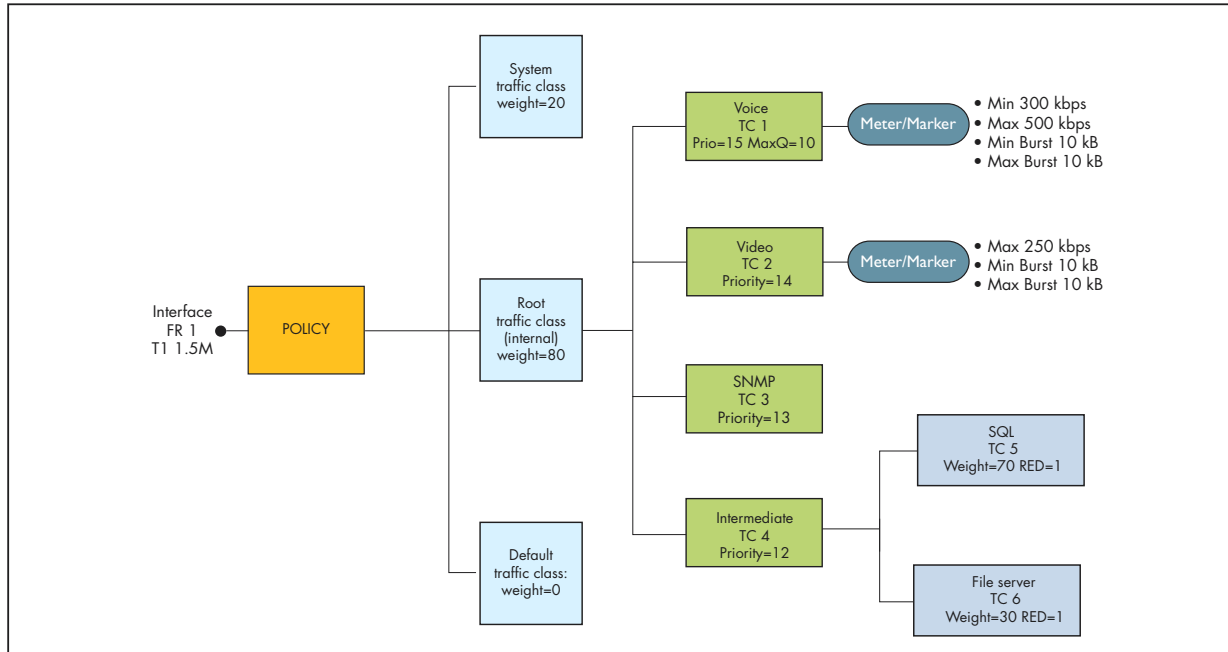 Interface
FR 1
T1 1.5M
POLICY
System
traffic class
weight=20
Root
traffic class
(internal)
weight=80
Default
traffic class:
weight=0
Voice
TC 1
Prio=15 MaxQ=10
Meter/Marker
• Min 300 kbps
• Max 500 kbps
• Min Burst 10 kB
• Max Burst 10 kB
Video
TC 2
Priority=14
Meter/Marker
• Max 250 kbps
• Min Burst 10 kB
• Max Burst 10 kB
SNMP
TC 3
Priority=13
Intermediate
TC 4
Priority=12
SQL
TC 5
Weight=70 RED=1
File server
TC 6
Weight=30 RED=1